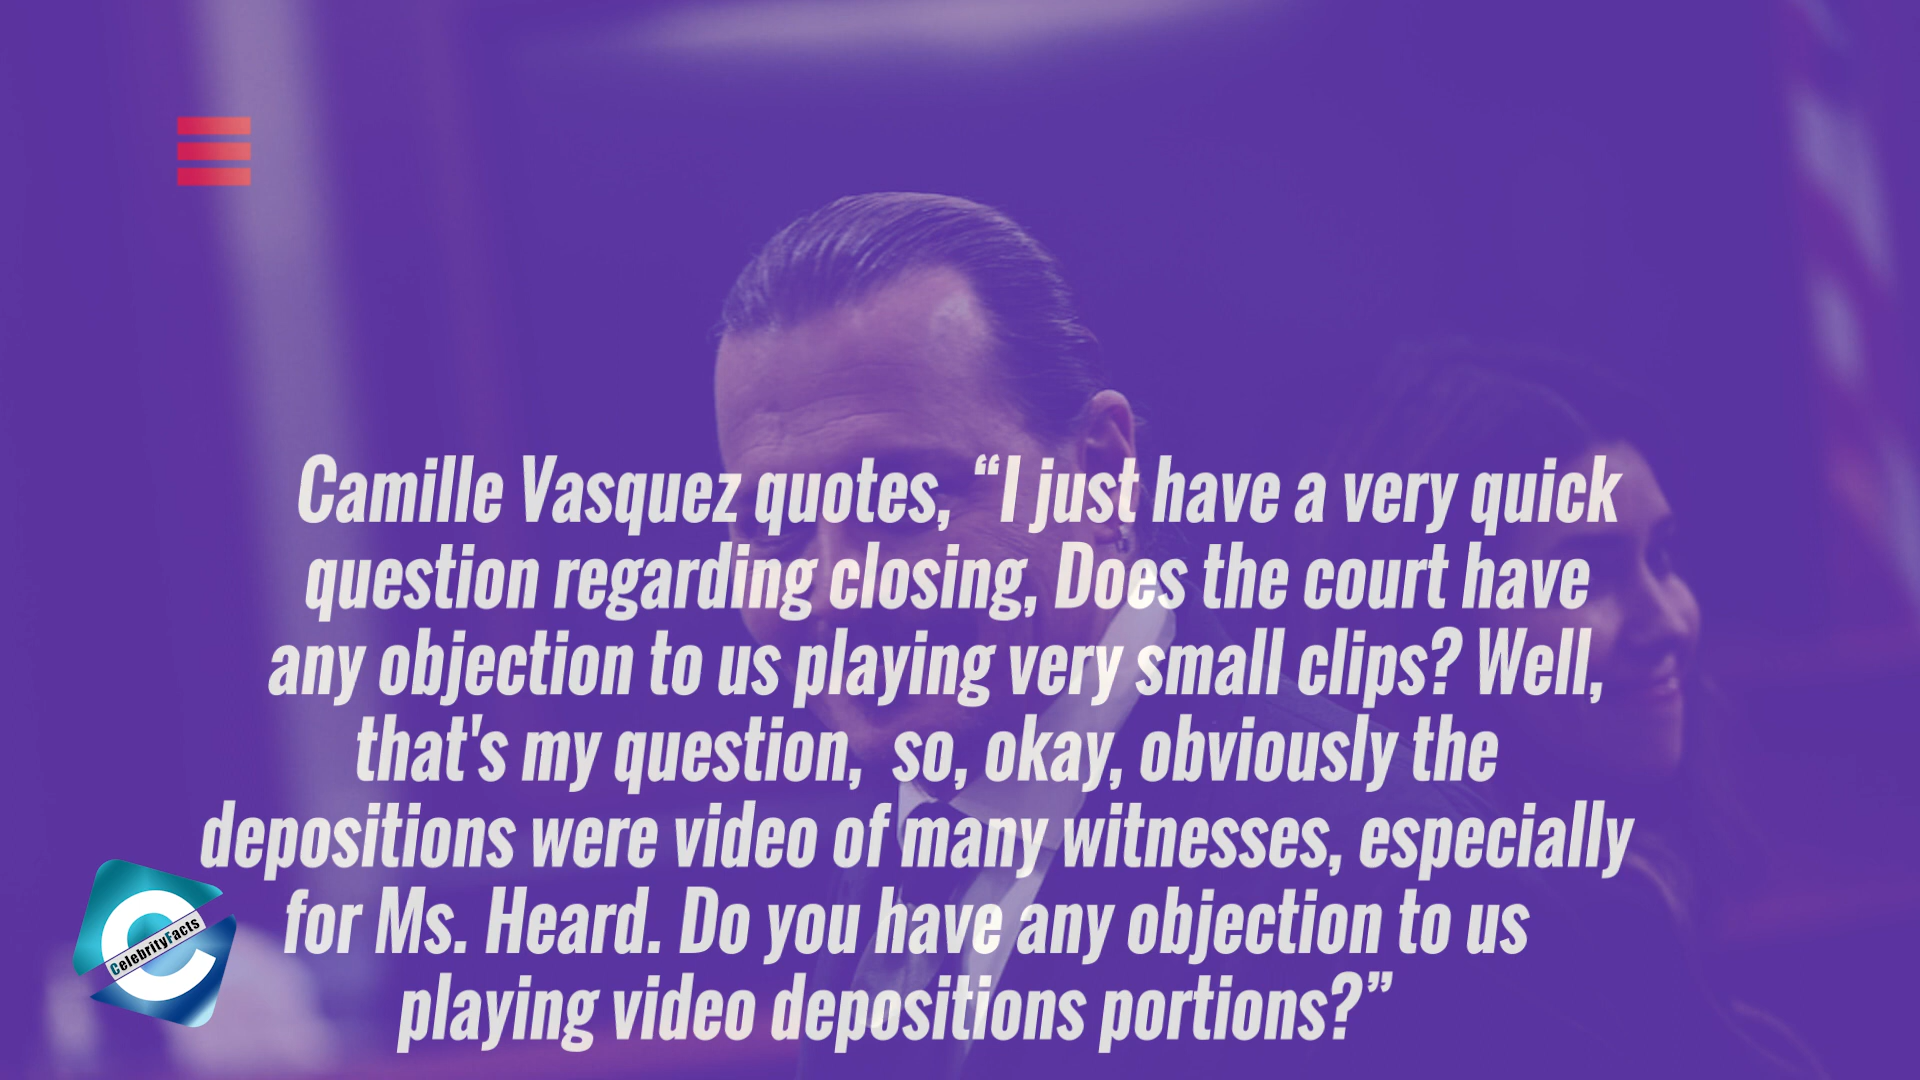 Camille Vasquez quotes, “I just have a very quick
question regarding closing, Does the court have
any objection to us playing very small clips? Well,
that's my question,  so, okay, obviously the
depositions were video of many witnesses, especially
for Ms. Heard. Do you have any objection to us
playing video depositions portions?”
CelebrityFacts